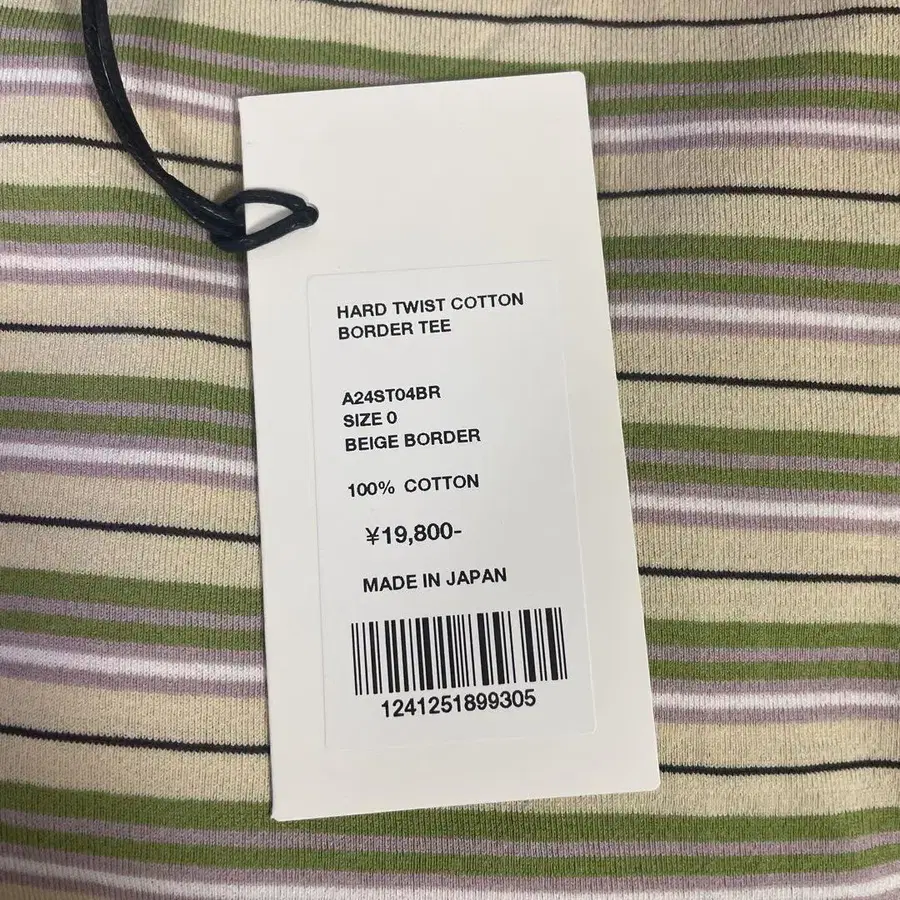 HARD TWIST COTTON
BORDER TEE
A24ST04BR
SIZE 0
BEIGE BORDER
100% COTTON
¥19,800-
MADE IN JAPAN
1241251899305